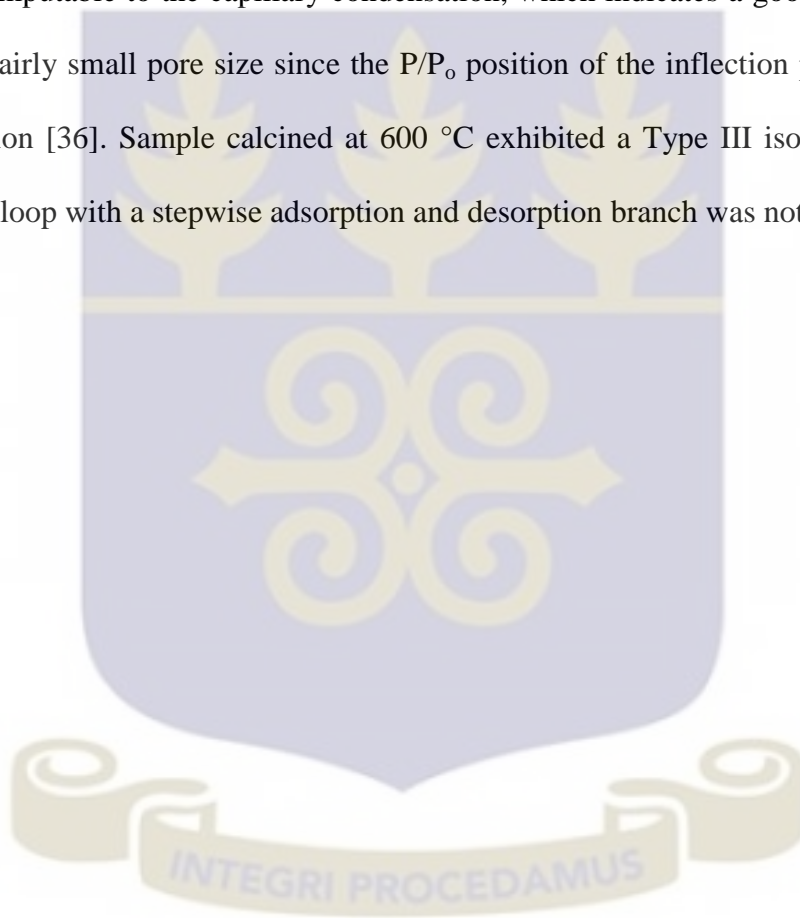 mputable to the capillary condensation, which indicates a goo
airly small pore size since the P/Pₒ position of the inflection
on [36]. Sample calcined at 600 °C exhibited a Type III iso
loop with a stepwise adsorption and desorption branch was not
INTEGRI PROCEDAMUS